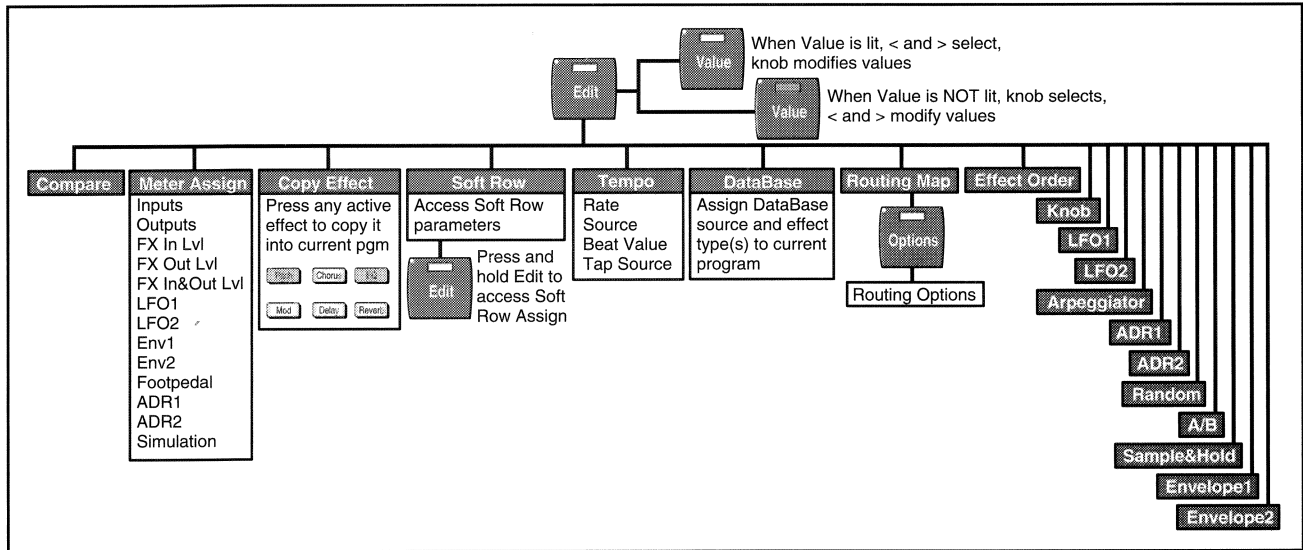 When Value is lit, < and > select,
knob modifies values
Value
Edit
When Value is NOT lit, knob selects,
< and > modify values
Value
Compare
Meter Assign
Inputs
Outputs
FX In Lvl
FX Out Lvl
FX In&Out Lvl
LFO1
LFO2
Env1
Env2
Footpedal
ADR1
ADR2
Simulation
Copy Effect
Press any active
effect to copy it
into current pgm
Pitch
Chorus
EQ
Mod
Delay
Reverb
Soft Row
Access Soft Row
parameters
Edit
Press and
hold Edit to
access Soft
Row Assign
Tempo
Rate
Source
Beat Value
Tap Source
DataBase
Assign DataBase
source and effect
type(s) to current
program
Routing Map
Options
Routing Options
Effect Order
Knob
LFO1
LFO2
Arpeggiator
ADR1
ADR2
Random
A/B
Sample&Hold
Envelope1
Envelope2